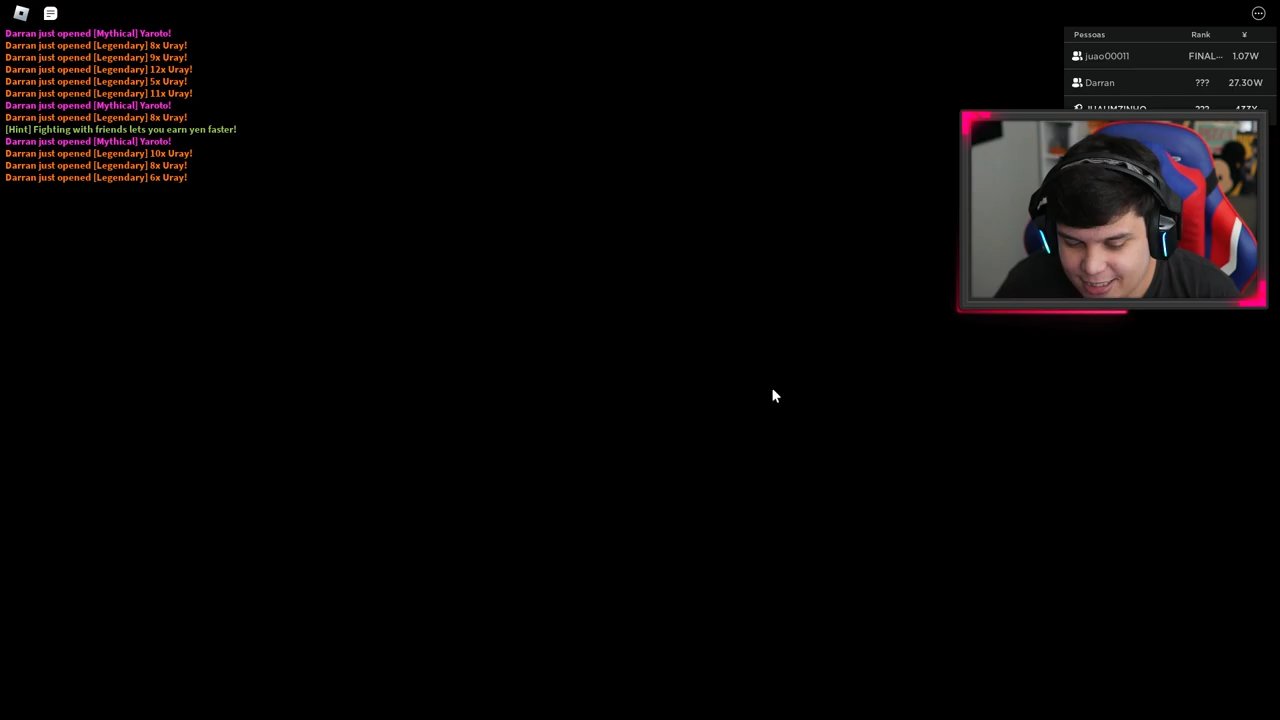 Darran just opened [Mythical] Yaroto!
Darran just opened [Legendary] 8x Uray!
Darran just opened [Legendary] 9x Uray!
Darran just opened [Legendary] 12x Uray!
Darran just opened [Legendary] 5x Uray!
Darran just opened [Legendary] 11x Uray!
Darran just opened [Mythical] Yaroto!
Darran just opened [Legendary] 8x Uray!
[Hint] Fighting with friends lets you earn yen faster!
Darran just opened [Mythical] Yaroto!
Darran just opened [Legendary] 10x Uray!
Darran just opened [Legendary] 8x Uray!
Darran just opened [Legendary] 6x Uray!
Pessoas Rank ¥
juao00011 FINAL... 1.07W
Darran ??? 27.30W